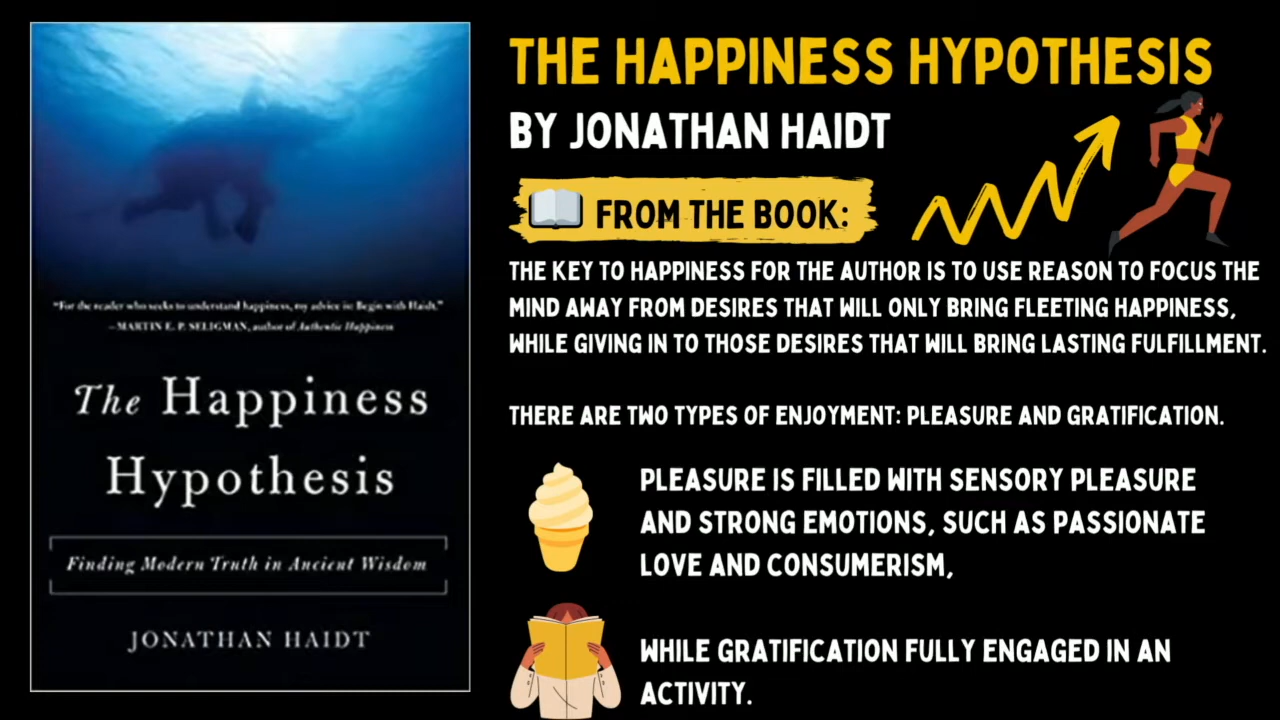 "For the reader who seeks to understand happiness, my advice is: Begin with Haidt."
—MARTIN E. P. SELIGMAN, author of Authentic Happiness
The Happiness
Hypothesis
Finding Modern Truth in Ancient Wisdom
JONATHAN HAIDT
THE HAPPINESS HYPOTHESIS
BY JONATHAN HAIDT
FROM THE BOOK:
THE KEY TO HAPPINESS FOR THE AUTHOR IS TO USE REASON TO FOCUS THE
MIND AWAY FROM DESIRES THAT WILL ONLY BRING FLEETING HAPPINESS,
WHILE GIVING IN TO THOSE DESIRES THAT WILL BRING LASTING FULFILLMENT.
THERE ARE TWO TYPES OF ENJOYMENT: PLEASURE AND GRATIFICATION.
PLEASURE IS FILLED WITH SENSORY PLEASURE
AND STRONG EMOTIONS, SUCH AS PASSIONATE
LOVE AND CONSUMERISM,
WHILE GRATIFICATION FULLY ENGAGED IN AN
ACTIVITY.